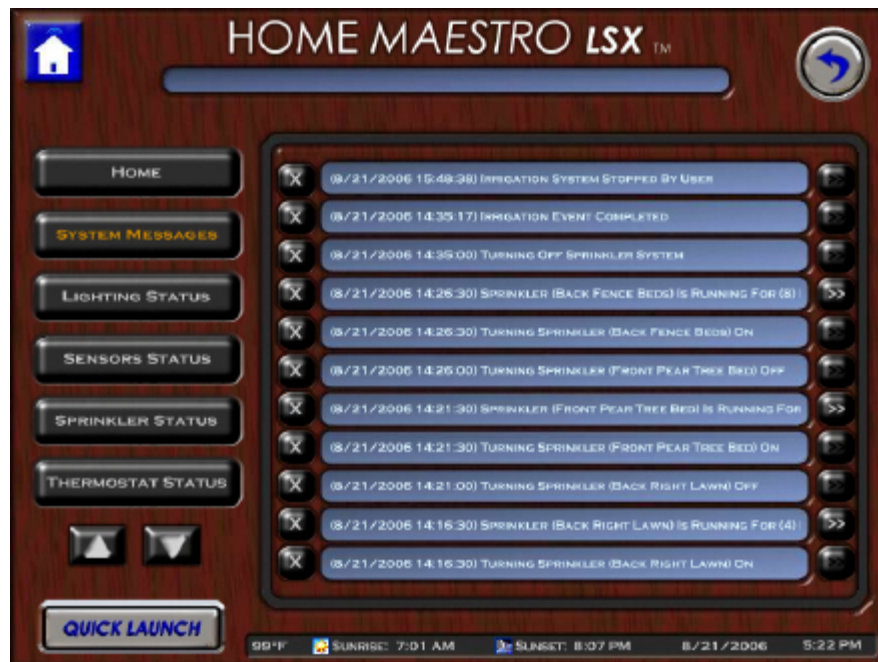 HOME MAESTRO LSX TM
HOME
SYSTEM MESSAGES
LIGHTING STATUS
SENSORS STATUS
SPRINKLER STATUS
THERMOSTAT STATUS
QUICK LAUNCH
X (8/21/2006 15:48:38) IRRIGATION SYSTEM STOPPED BY USER >>
X (8/21/2006 14:35:17) IRRIGATION EVENT COMPLETED >>
X (8/21/2006 14:35:00) TURNING OFF SPRINKLER SYSTEM >>
X (8/21/2006 14:26:30) SPRINKLER (BACK FENCE BEDS) IS RUNNING FOR (8) >>
X (8/21/2006 14:26:30) TURNING SPRINKLER (BACK FENCE BEDS) ON >>
X (8/21/2006 14:26:00) TURNING SPRINKLER (FRONT PEAR TREE BED) OFF >>
X (8/21/2006 14:21:30) SPRINKLER (FRONT PEAR TREE BED) IS RUNNING FOR >>
X (8/21/2006 14:21:30) TURNING SPRINKLER (FRONT PEAR TREE BED) ON >>
X (8/21/2006 14:21:00) TURNING SPRINKLER (BACK RIGHT LAWN) OFF >>
X (8/21/2006 14:16:30) SPRINKLER (BACK RIGHT LAWN) IS RUNNING FOR (4) >>
X (8/21/2006 14:16:30) TURNING SPRINKLER (BACK RIGHT LAWN) ON >>
99°F SUNRISE: 7:01 AM SUNSET: 8:07 PM 8/21/2006 5:22 PM